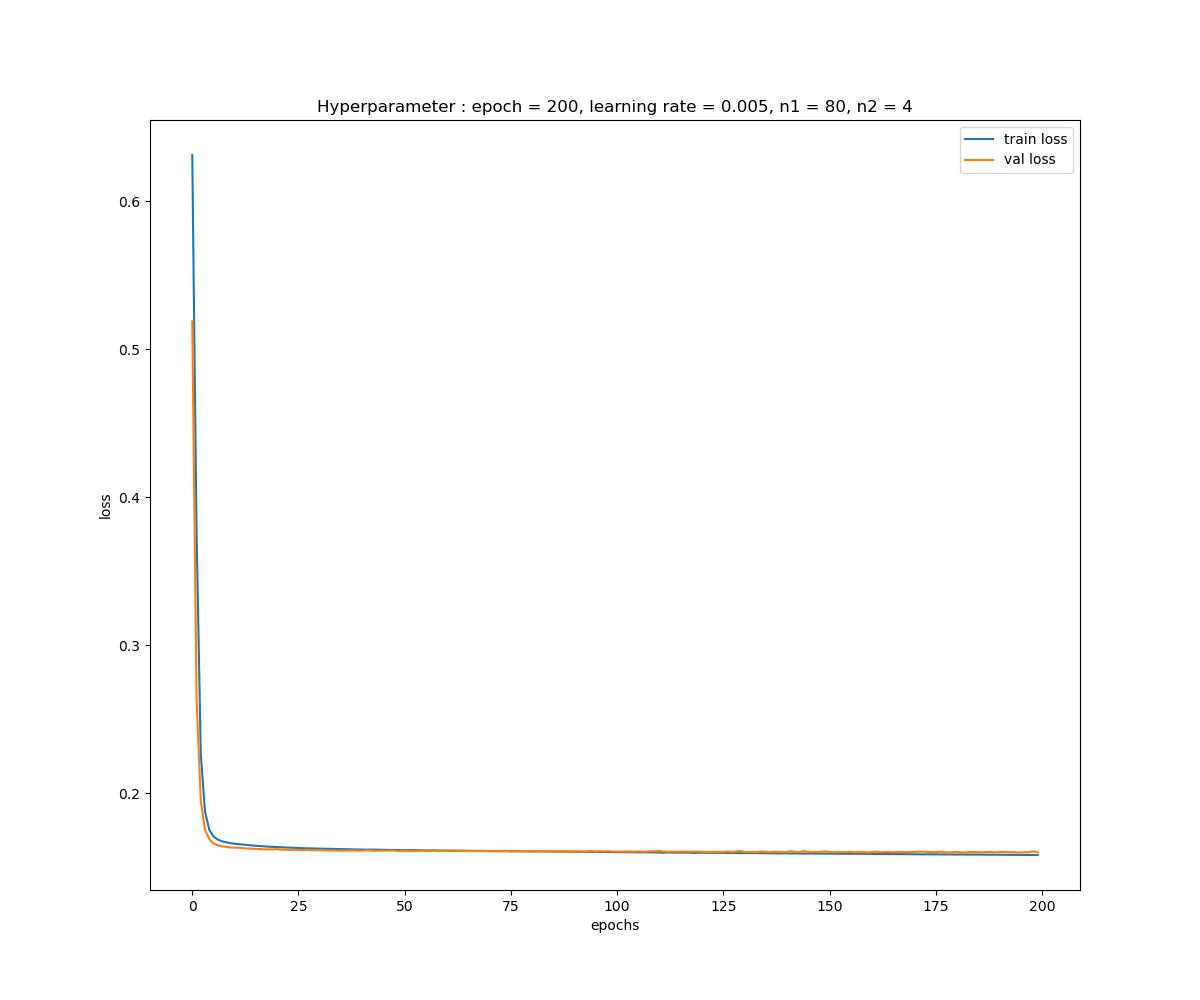 Hyperparameter : epoch = 200, learning rate = 0.005, n1 = 80, n2 = 4
train loss
val loss
0.6
0.5
0.4
0.3
0.2
loss
0 25 50 75 100 125 150 175 200
epochs